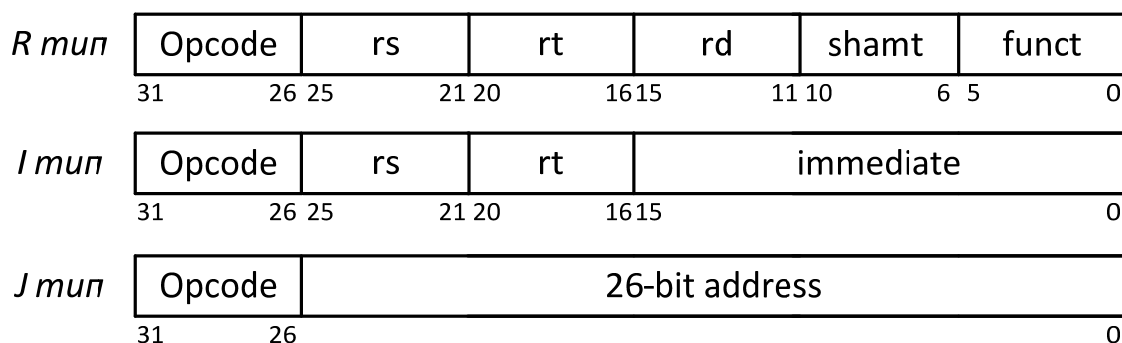 R тип Opcode rs rt rd shamt funct
31 26 25 21 20 16 15 11 10 6 5 0
I тип Opcode rs rt immediate
31 26 25 21 20 16 15 0
J тип Opcode 26-bit address
31 26 0